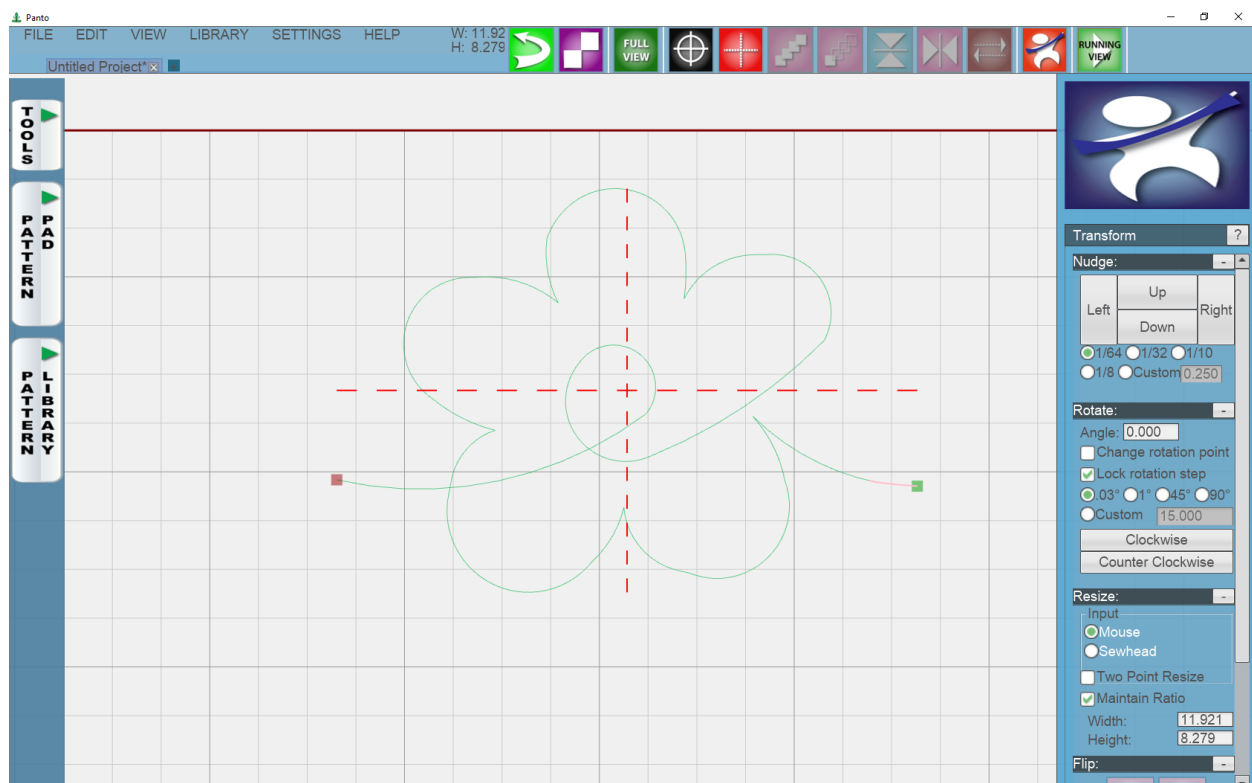 Panto
FILE EDIT VIEW LIBRARY SETTINGS HELP
W: 11.92
H: 8.279
FULL VIEW
RUNNING VIEW
Untitled Project*
TOOLS
PATTERN PAD
PATTERN LIBRARY
Transform ?
Nudge: -
Up
Left Right
Down
1/64 1/32 1/10
1/8 Custom 0.250
Rotate: -
Angle: 0.000
Change rotation point
Lock rotation step
.03° 1° 45° 90°
Custom 15.000
Clockwise
Counter Clockwise
Resize: -
Input
Mouse
Sewhead
Two Point Resize
Maintain Ratio
Width: 11.921
Height: 8.279
Flip: -